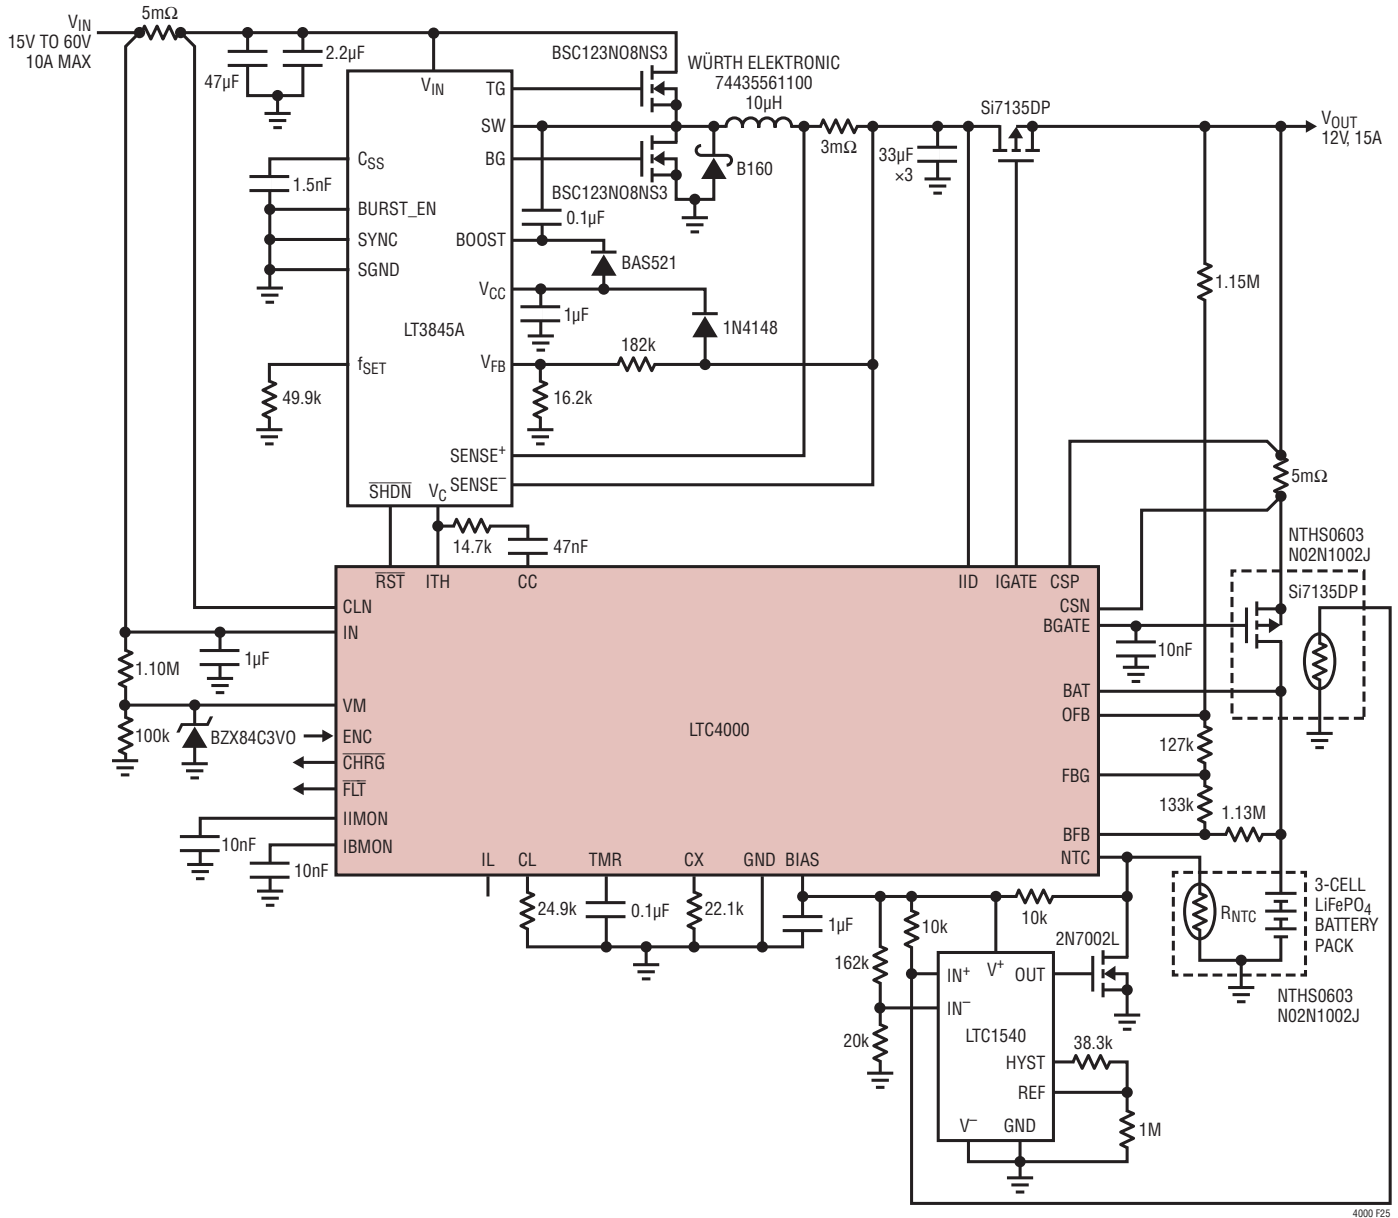 VIN
15V TO 60V
10A MAX
5mΩ
47µF
2.2µF
BSC123NO8NS3
WÜRTH ELEKTRONIK
74435561100
10µH
Si7135DP
VOUT
12V, 15A
VIN
TG
SW
BG
BSC123NO8NS3
B160
3mΩ
33µF
×3
CSS
1.5nF
BURST_EN
SYNC
SGND
0.1µF
BOOST
BAS521
VCC
1µF
1N4148
1.15M
LT3845A
fSET
49.9k
VFB
182k
16.2k
SENSE+
SENSE–
SHDN
VC
14.7k
47nF
5mΩ
NTHS0603
N02N1002J
Si7135DP
RST
ITH
CC
IID
IGATE
CSP
CLN
CSN
IN
BGATE
1µF
10nF
1.10M
VM
BAT
OFB
100k
BZX84C3VO
ENC
LTC4000
127k
CHRG
FBG
FLT
133k
1.13M
IIMON
BFB
10nF
IBMON
NTC
10nF
IL
CL
TMR
CX
GND
BIAS
24.9k
0.1µF
22.1k
1µF
10k
10k
RNTC
3-CELL
LiFePO4
BATTERY
PACK
2N7002L
162k
IN+
V+
OUT
IN–
NTHS0603
N02N1002J
20k
LTC1540
38.3k
HYST
REF
1M
V–
GND
4000 F25